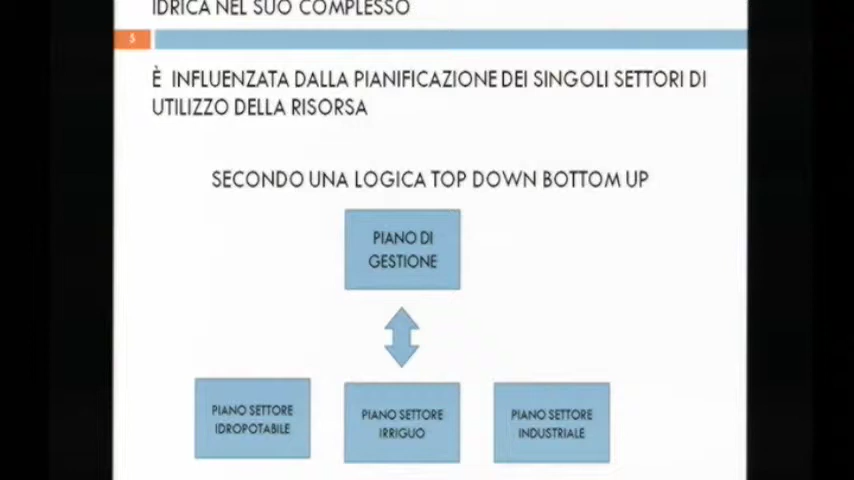 IDRICA NEL SUO COMPLESSO
5
È INFLUENZATA DALLA PIANIFICAZIONE DEI SINGOLI SETTORI DI
UTILIZZO DELLA RISORSA
SECONDO UNA LOGICA TOP DOWN BOTTOM UP
PIANO DI
GESTIONE
PIANO SETTORE
IDROPOTABILE
PIANO SETTORE
IRRIGUO
PIANO SETTORE
INDUSTRIALE